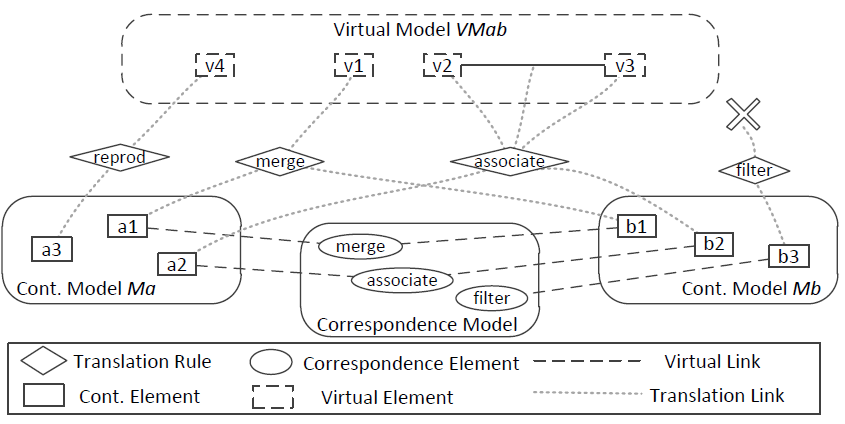 Virtual Model VMab
v4
v1
v2
v3
reprod
merge
associate
filter
a1
a3
a2
Cont. Model Ma
merge
associate
filter
Correspondence Model
b1
b2
b3
Cont. Model Mb
Translation Rule
Correspondence Element
Virtual Link
Cont. Element
Virtual Element
Translation Link